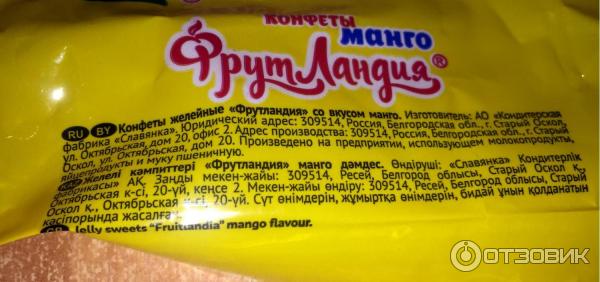 КОНФЕТЫ
манго
ФрутЛандия®
RU BY Конфеты желейные «Фрутландия» со вкусом манго. Изготовитель: АО «Кондитерская
фабрика «Славянка». Юридический адрес: 309514, Россия, Белгородская обл., г. Старый Оскол,
ул. Октябрьская, дом 20, офис 2. Адрес производства: 309514, Россия, Белгородская обл., г. Старый
Оскол, ул. Октябрьская, дом 20. Произведено на предприятии, использующем молокопродукты,
яйцепродукты и муку пшеничную.
Желелі кәмпиттері «Фрутландия» манго дәмдес. Өндіруші: «Славянка» Кондитерлік
фабрикасы» АҚ. Заңды мекен-жайы: 309514, Ресей, Белгород облысы, Старый Оскол қ.,
Октябрьская к-сі, 20-үй, кеңсе 2. Мекен-жайы өндіру: 309514, Ресей, Белгород облысы, Старый
Оскол қ., Октябрьская к-сі, 20-үй. Сүт өнімдерін, жұмыртқа өнімдерін, бидай ұнын қолданатын
кәсіпорында жасалған.
Jelly sweets "Fruitlandia" mango flavour.
ОТЗОВИК